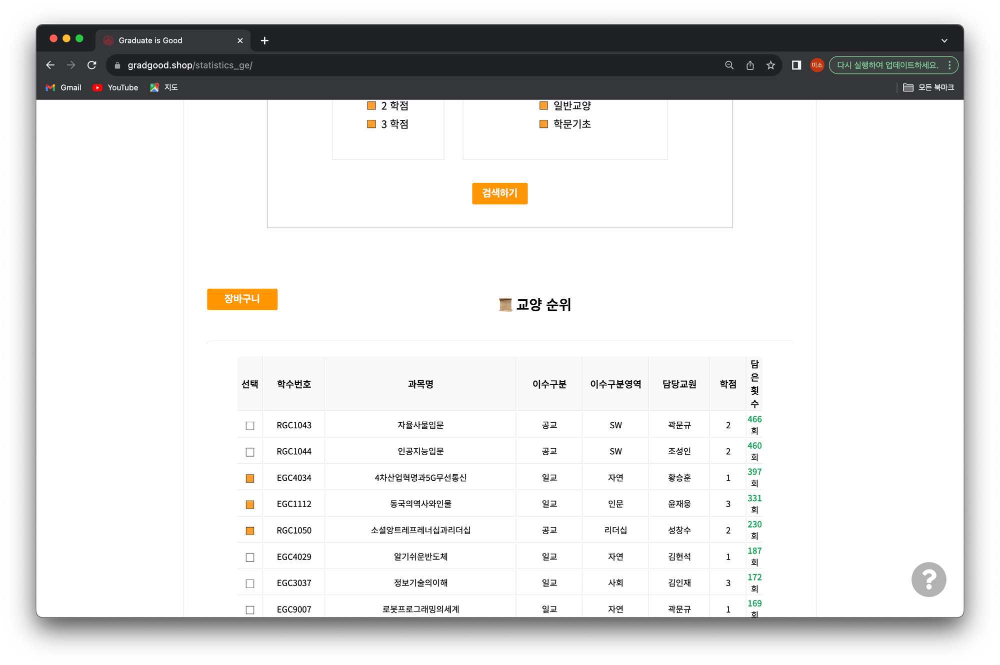 Graduate is Good
gradgood.shop/statistics_ge/
미소
다시 실행하여 업데이트하세요.
Gmail
YouTube
지도
모든 북마크
2 학점
일반교양
3 학점
학문기초
검색하기
장바구니
교양 순위
선택 학수번호 과목명 이수구분 이수구분영역 담당교원 학점 담은횟수
RGC1043 자율사물입문 공교 SW 곽문규 2 466회
RGC1044 인공지능입문 공교 SW 조성인 2 460회
EGC4034 4차산업혁명과5G무선통신 일교 자연 황승훈 1 397회
EGC1112 동국의역사와인물 일교 인문 윤재웅 3 331회
RGC1050 소셜앙트레프레너십과리더십 공교 리더십 성창수 2 230회
EGC4029 알기쉬운반도체 일교 자연 김현석 1 187회
EGC3037 정보기술의이해 일교 사회 김인재 3 172회
EGC9007 로봇프로그래밍의세계 일교 자연 곽문규 1 169회
?